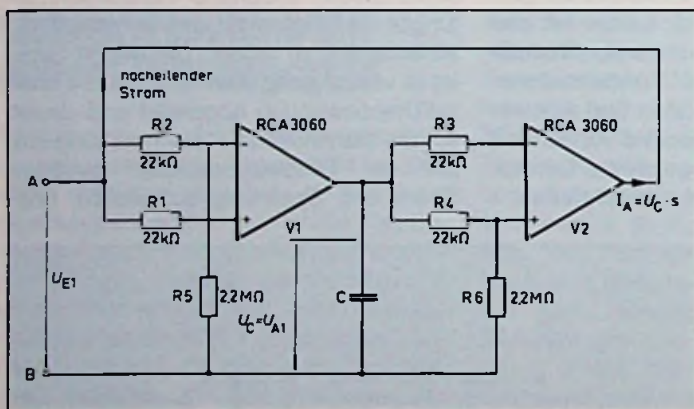 nacheilender
Strom
R2
22kΩ
RCA3060
R3
22kΩ
RCA 3060
A
R1
22kΩ
V1
R4
22kΩ
V2
I_A = U_C · s
U_E1
R5
2,2MΩ
U_C = U_A1
C
R6
2,2MΩ
B
−
+
−
+